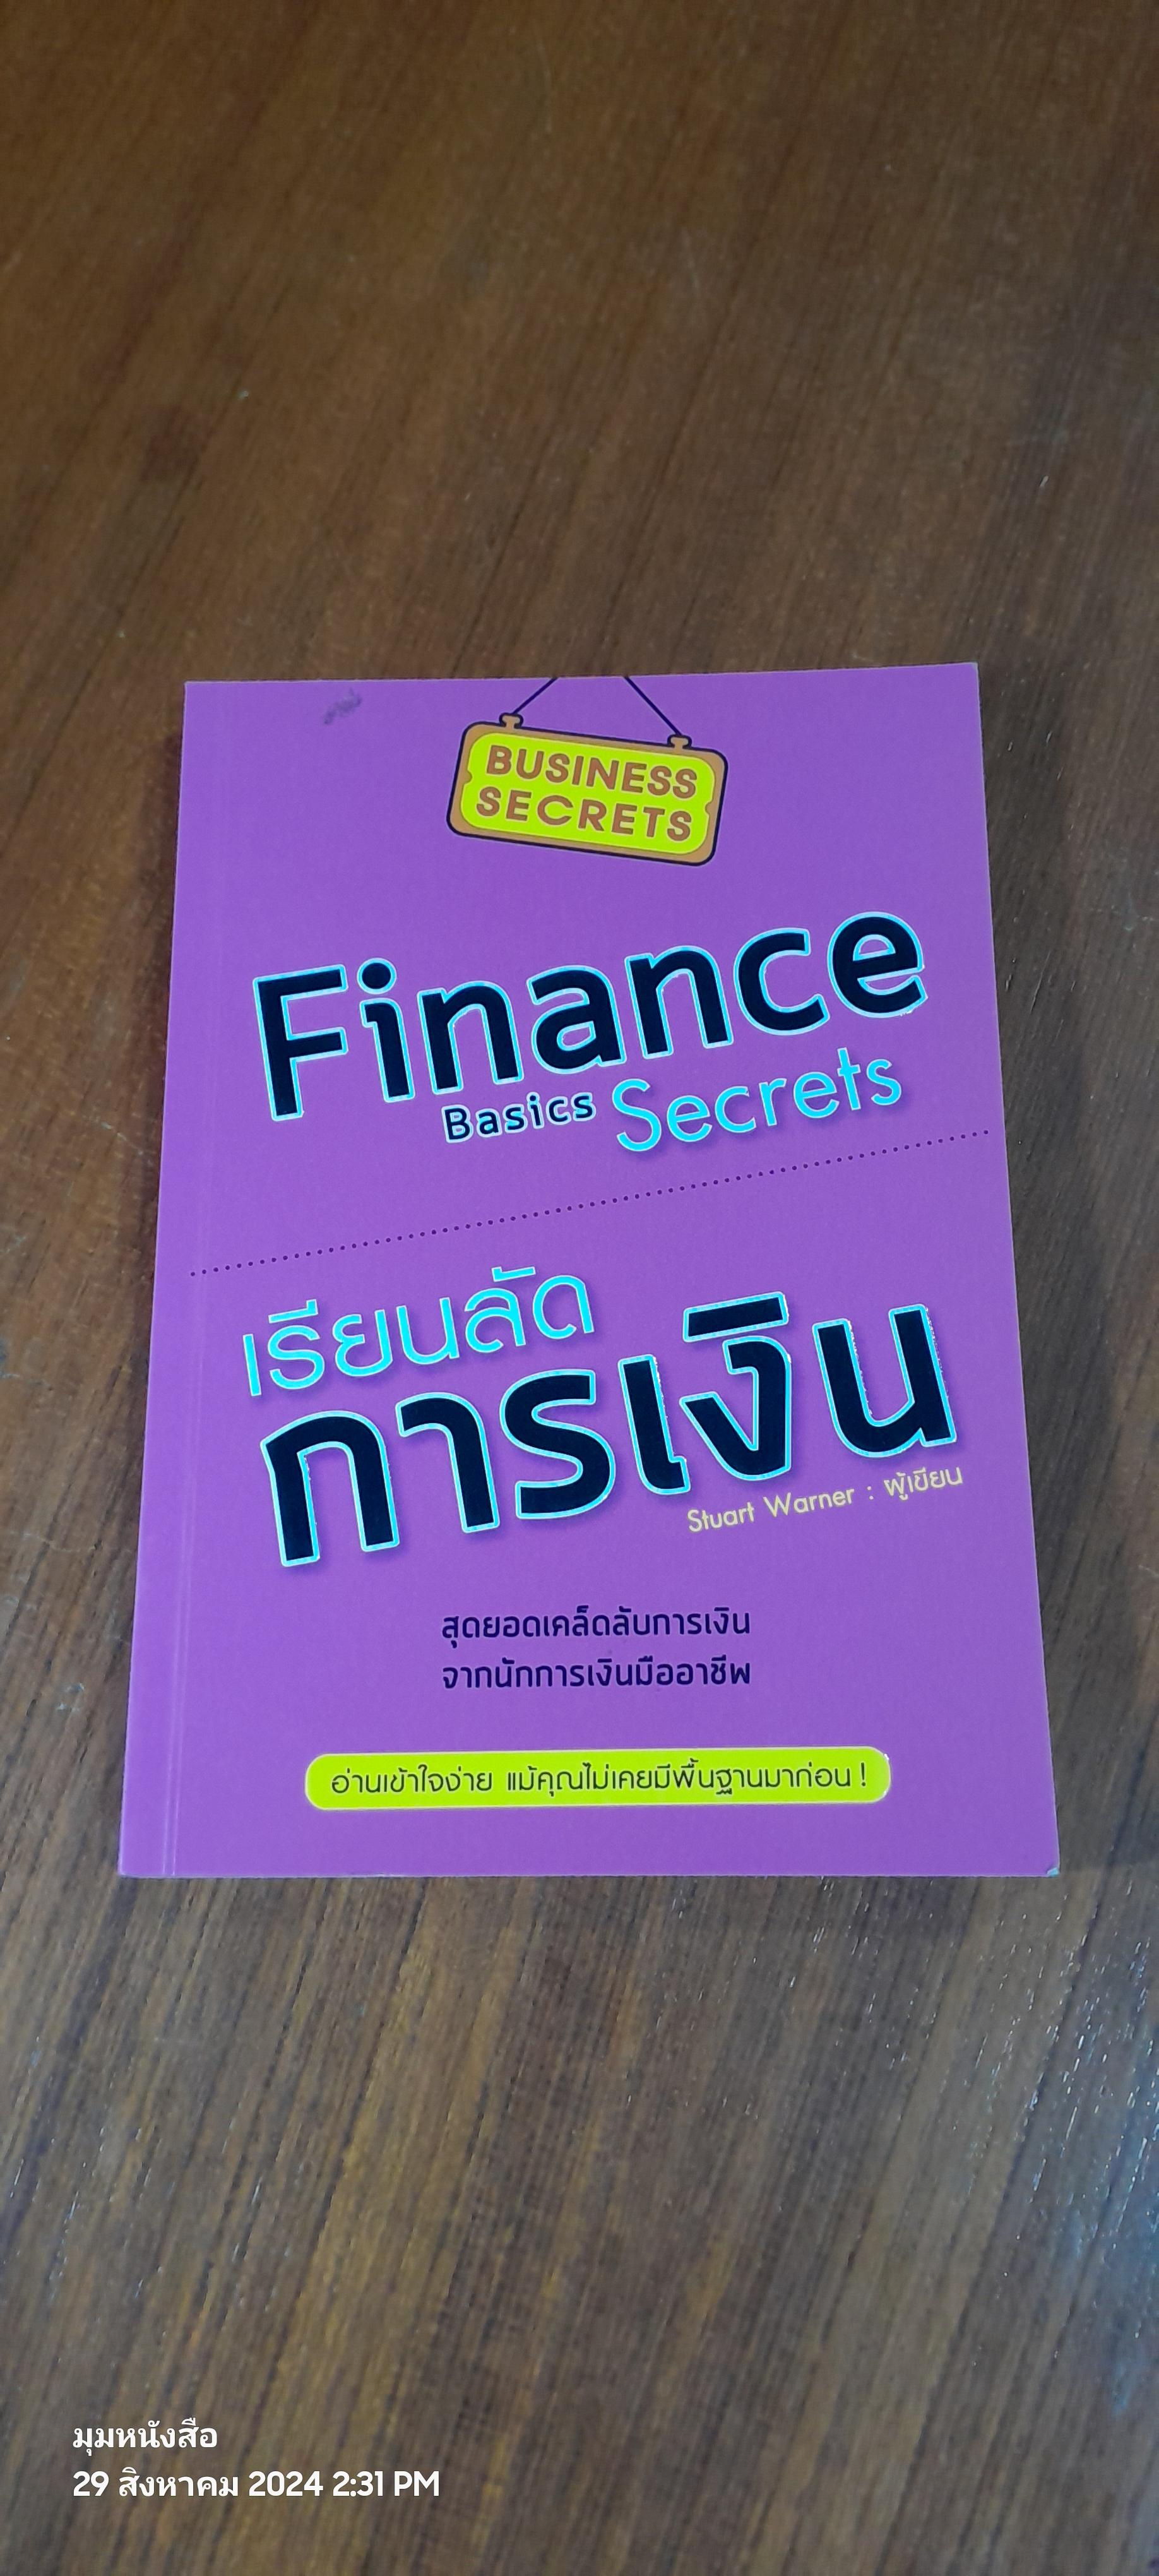 BUSINESS
SECRETS
Finance
Basics Secrets
เรียนลัด
การเงิน
Stuart Warner : ผู้เขียน
สุดยอดเคล็ดลับการเงิน
จากนักการเงินมืออาชีพ
อ่านเข้าใจง่าย แม้คุณไม่เคยมีพื้นฐานมาก่อน !
มุมหนังสือ
29 สิงหาคม 2024 2:31 PM